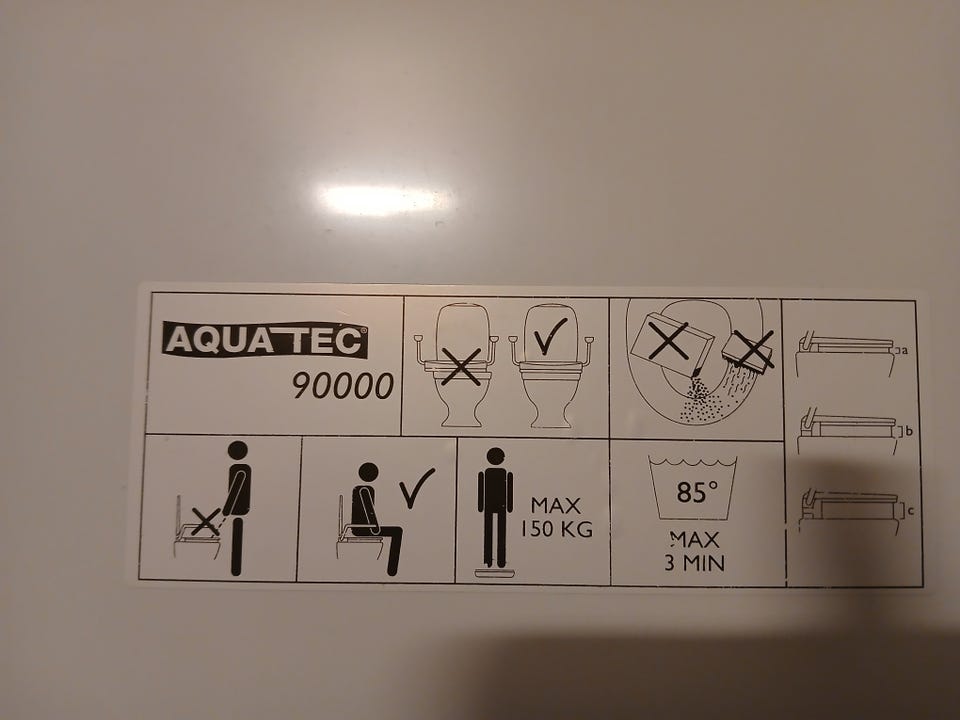 AQUATEC®
90000
MAX
150 KG
85°
MAX
3 MIN
a
b
c